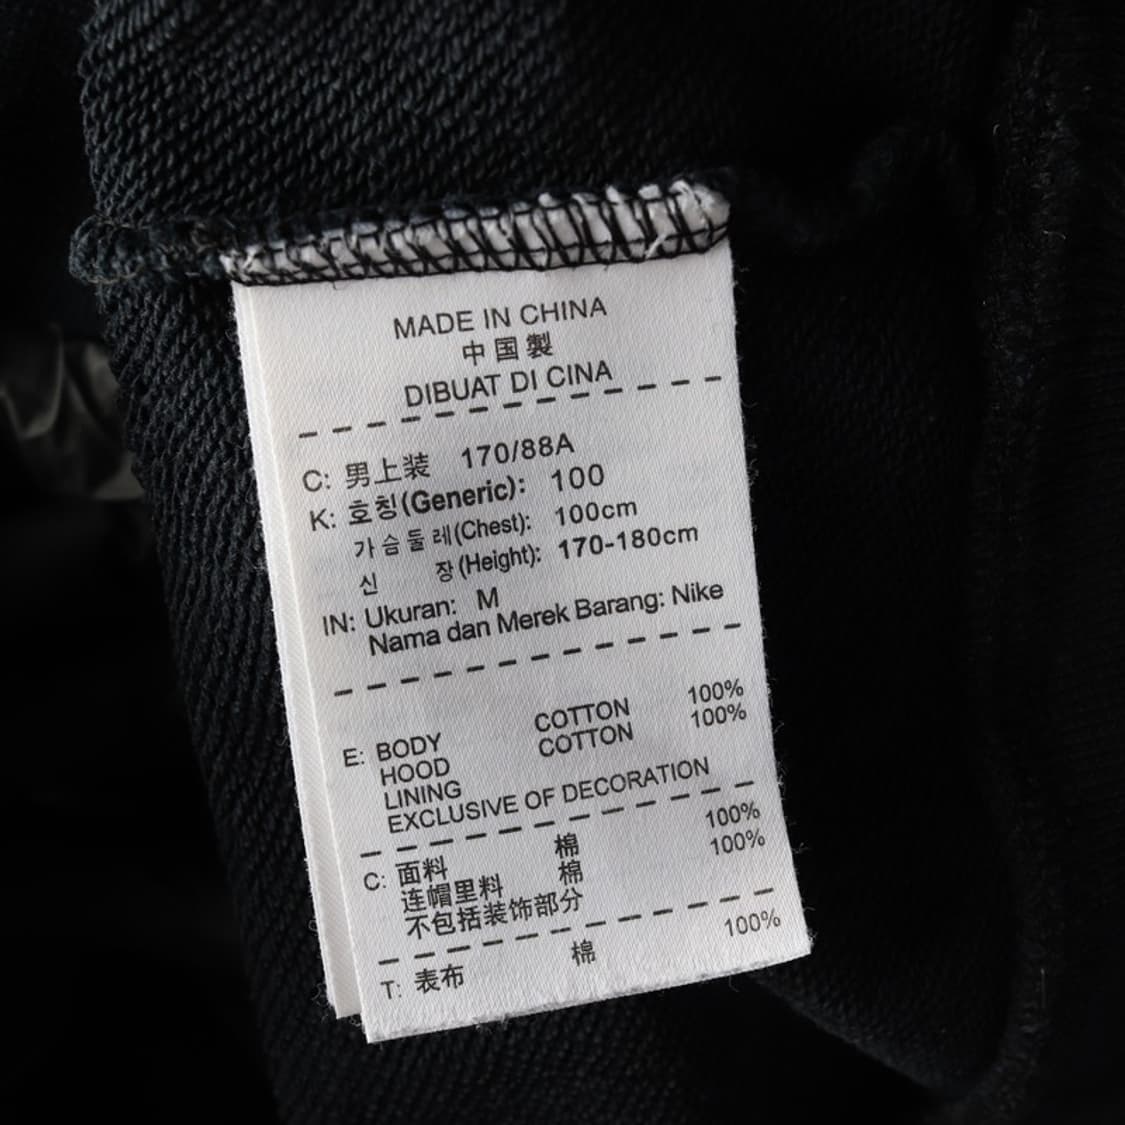 MADE IN CHINA
中国製
DIBUAT DI CINA
C: 男上装 170/88A
K: 호칭(Generic): 100
가슴둘레(Chest): 100cm
신 장(Height): 170-180cm
IN: Ukuran: M
Nama dan Merek Barang: Nike
E: BODY COTTON 100%
HOOD COTTON 100%
LINING
EXCLUSIVE OF DECORATION
C: 面料 棉 100%
连帽里料 棉 100%
不包括装饰部分
T: 表布 棉 100%